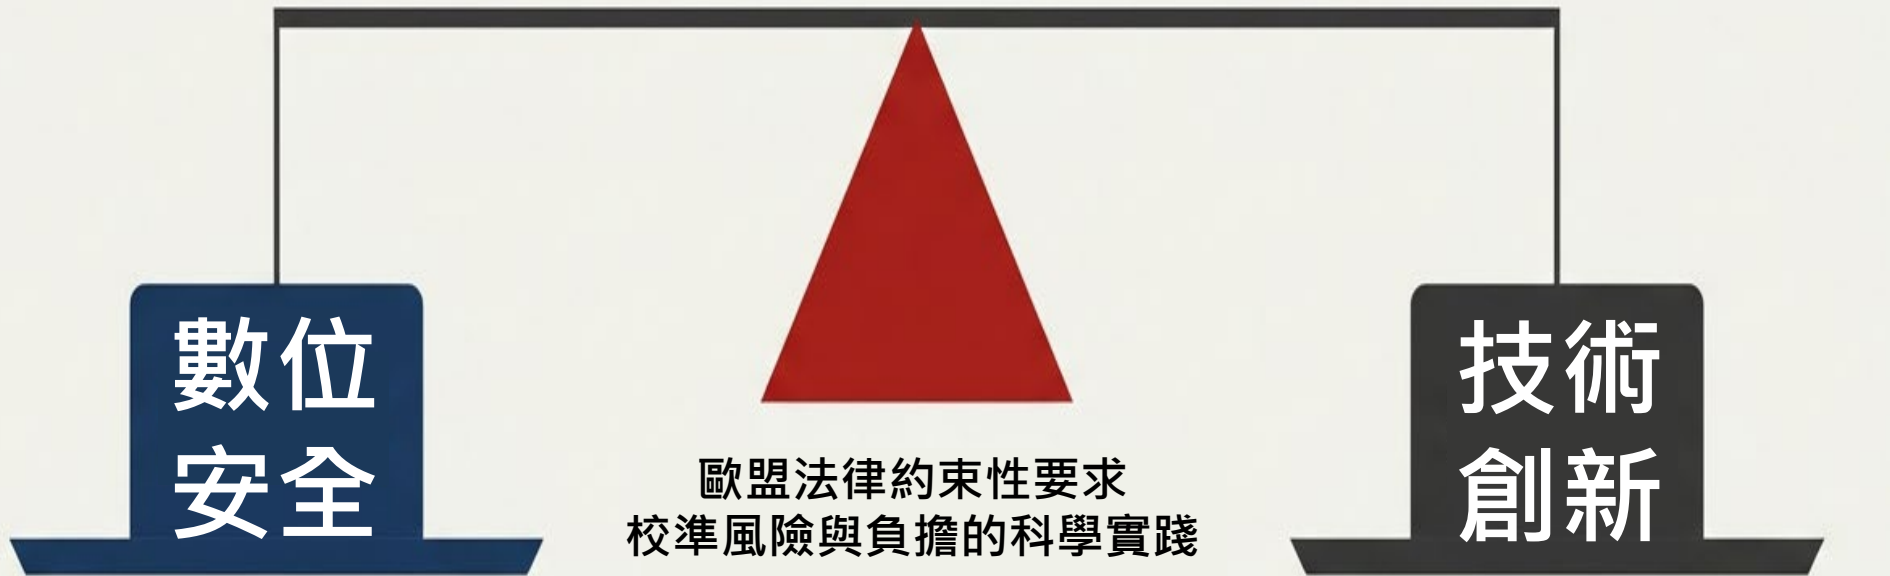 數位
安全
歐盟法律約束性要求
校準風險與負擔的科學實踐
技術
創新